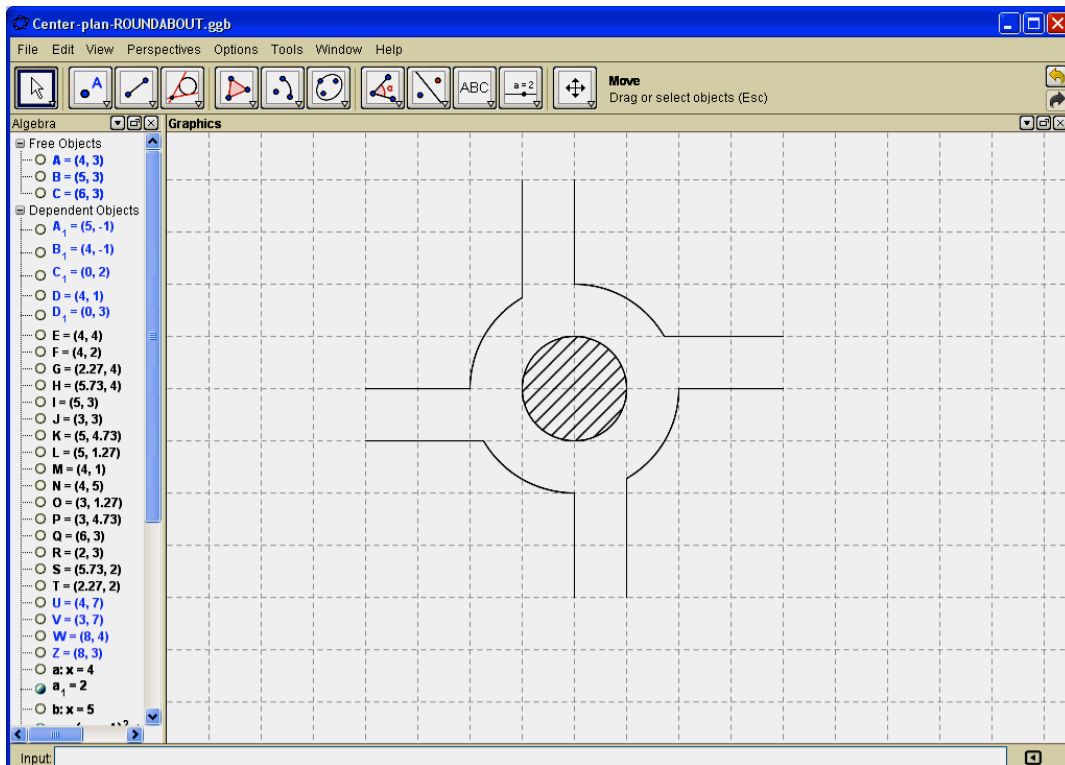 Center-plan-ROUNDABOUT.ggb
File Edit View Perspectives Options Tools Window Help
A α ABC a=2
Move
Drag or select objects (Esc)
Algebra
Graphics
Free Objects
A = (4, 3)
B = (5, 3)
C = (6, 3)
Dependent Objects
A₁ = (5, -1)
B₁ = (4, -1)
C₁ = (0, 2)
D = (4, 1)
D₁ = (0, 3)
E = (4, 4)
F = (4, 2)
G = (2.27, 4)
H = (5.73, 4)
I = (5, 3)
J = (3, 3)
K = (5, 4.73)
L = (5, 1.27)
M = (4, 1)
N = (4, 5)
O = (3, 1.27)
P = (3, 4.73)
Q = (6, 3)
R = (2, 3)
S = (5.73, 2)
T = (2.27, 2)
U = (4, 7)
V = (3, 7)
W = (8, 4)
Z = (8, 3)
a: x = 4
a₁ = 2
b: x = 5
Input: